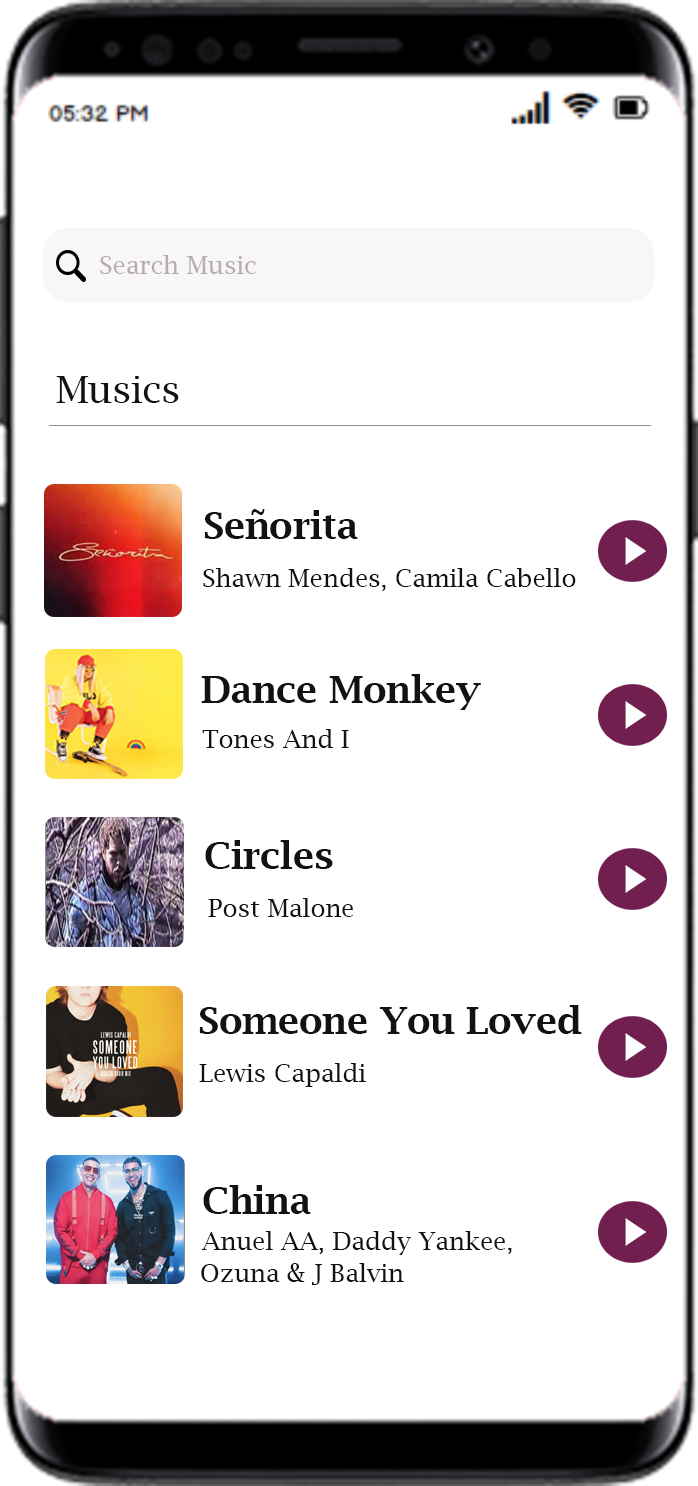 05:32 PM
Search Music
Musics
Señorita
Señorita
Shawn Mendes, Camila Cabello
Dance Monkey
Tones And I
Circles
Post Malone
LEWIS CAPALDI
SOMEONE
YOU LOVED
Someone You Loved
Lewis Capaldi
China
Anuel AA, Daddy Yankee,
Ozuna & J Balvin